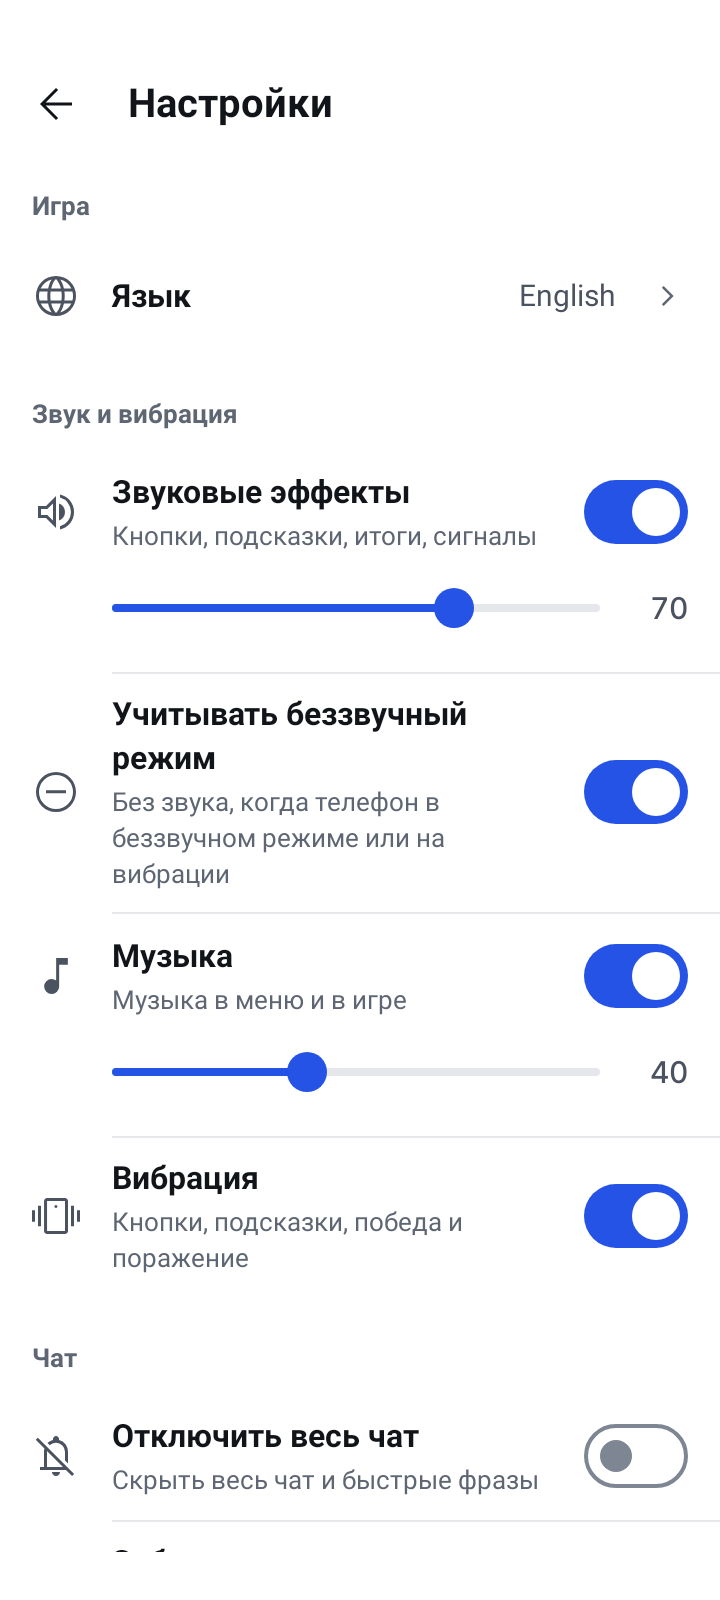 Настройки
Игра
Язык
English
Звук и вибрация
Звуковые эффекты
Кнопки, подсказки, итоги, сигналы
70
Учитывать беззвучный
режим
Без звука, когда телефон в
беззвучном режиме или на
вибрации
Музыка
Музыка в меню и в игре
40
Вибрация
Кнопки, подсказки, победа и
поражение
Чат
Отключить весь чат
Скрыть весь чат и быстрые фразы